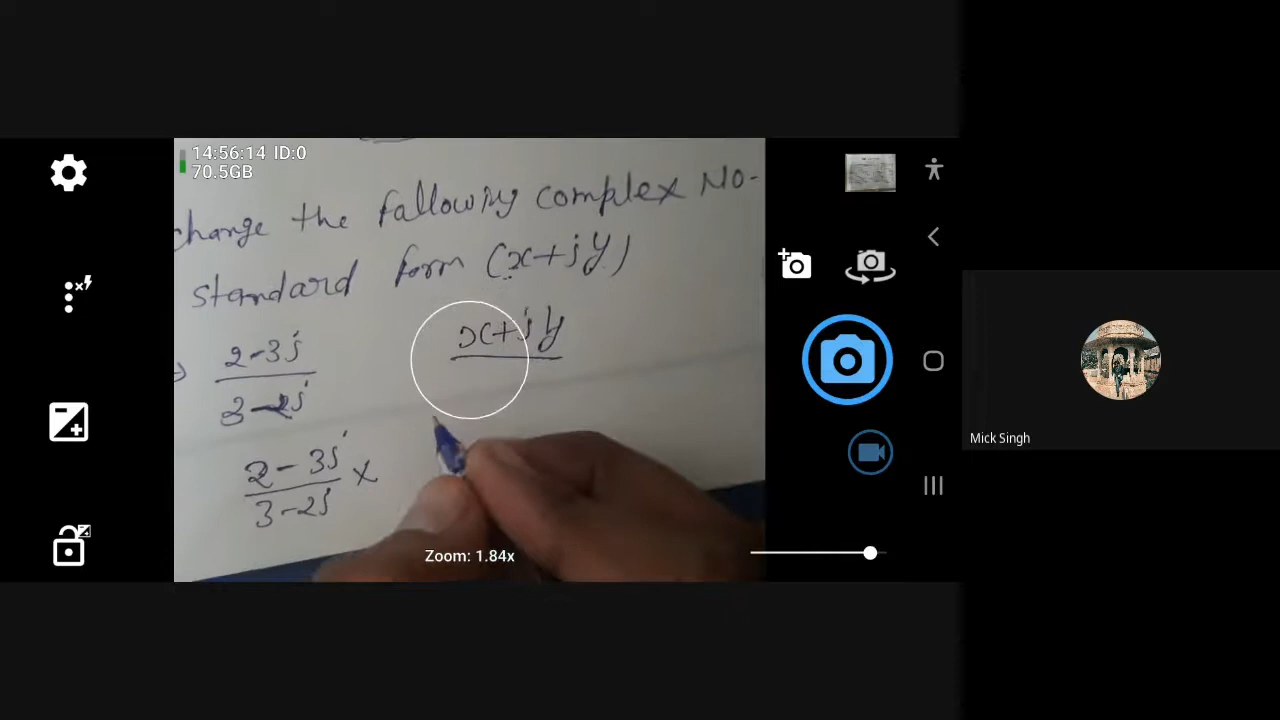 14:56:14 ID:0
70.5GB
change the fallowing complex No-
standard form (x+jy)
x+jy
2-3j
3-2j
2-3j ×
3-2j
Zoom: 1.84x
Mick Singh